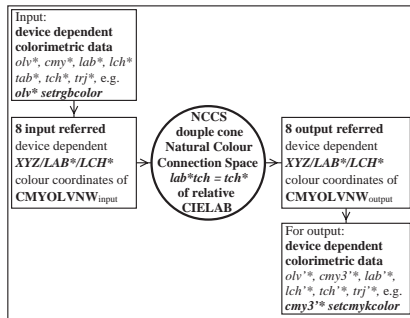 Input:
device dependent
colorimetric data
olv*, cmy*, lab*, lch*
tab*, tch*, trj*, e.g.
olv* setrgbcolor
8 input referred
device dependent
XYZ/LAB*/LCH*
colour coordinates of
CMYOLVNWinput
NCCS
douple cone
Natural Colour
Connection Space
lab*tch = tch*
of relative
CIELAB
8 output referred
device dependent
XYZ/LAB*/LCH*
colour coordinates of
CMYOLVNWoutput
For output:
device dependent
colorimetric data
olv'*, cmy3'*, lab'*,
lch'*, tch'*, trj'*, e.g.
cmy3'* setcmykcolor